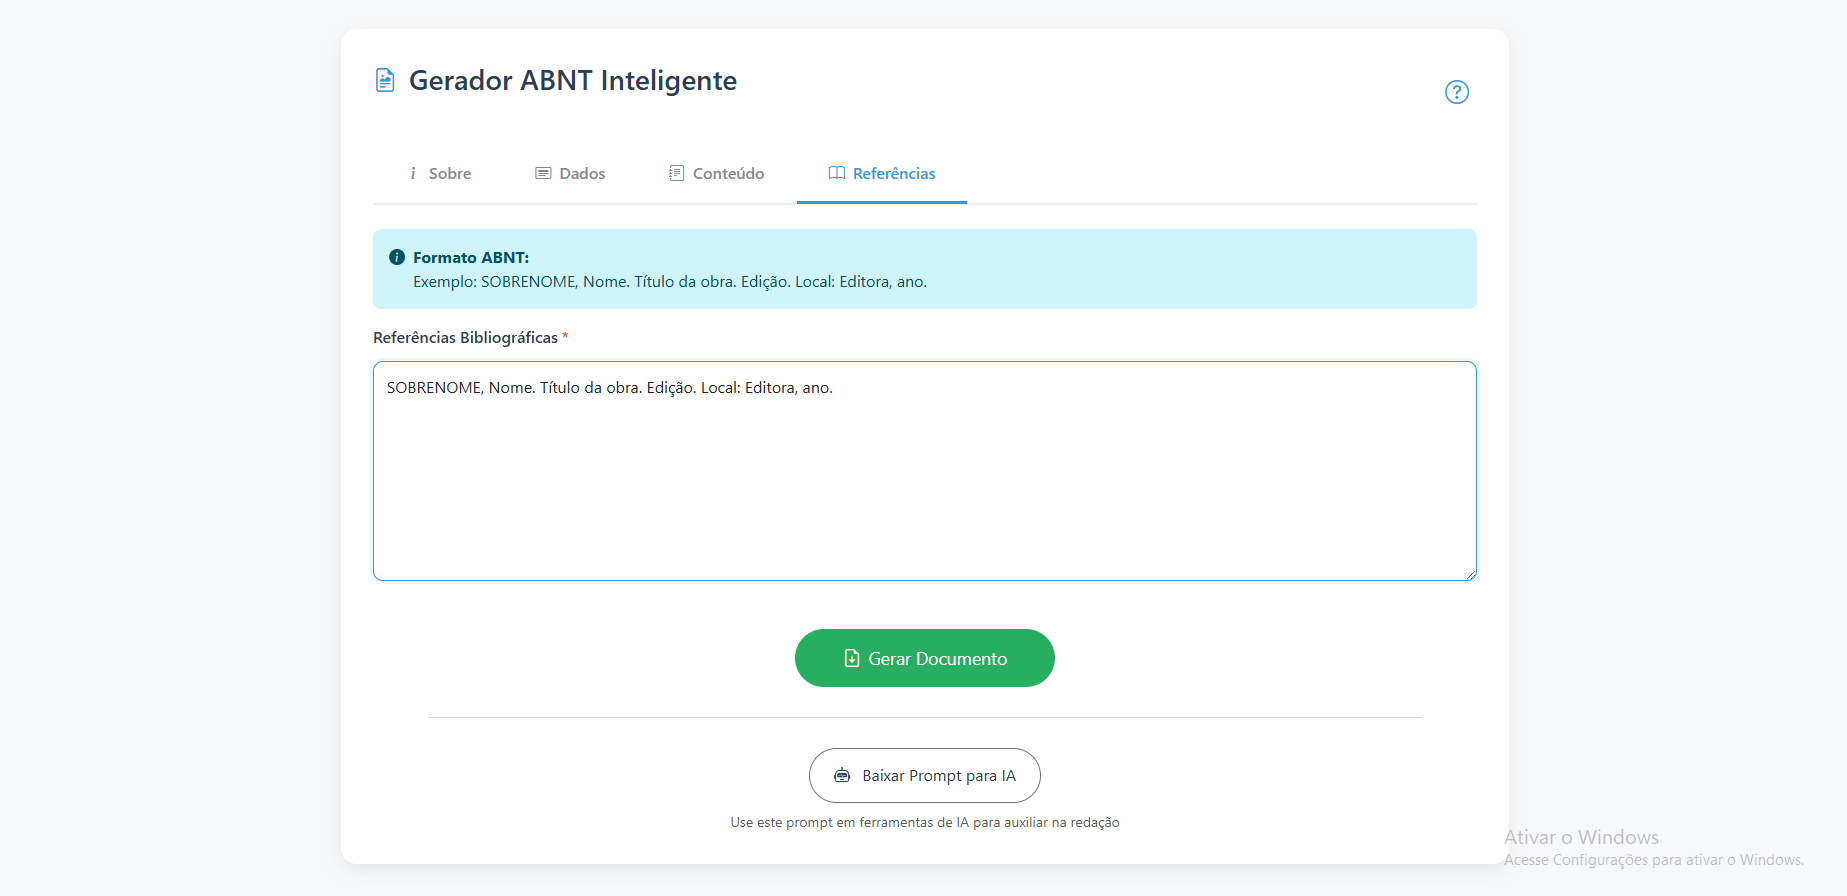 Gerador ABNT Inteligente
?
i Sobre
Dados
Conteúdo
Referências
Formato ABNT:
Exemplo: SOBRENOME, Nome. Título da obra. Edição. Local: Editora, ano.
Referências Bibliográficas *
SOBRENOME, Nome. Título da obra. Edição. Local: Editora, ano.
Gerar Documento
Baixar Prompt para IA
Use este prompt em ferramentas de IA para auxiliar na redação
Ativar o Windows
Acesse Configurações para ativar o Windows.